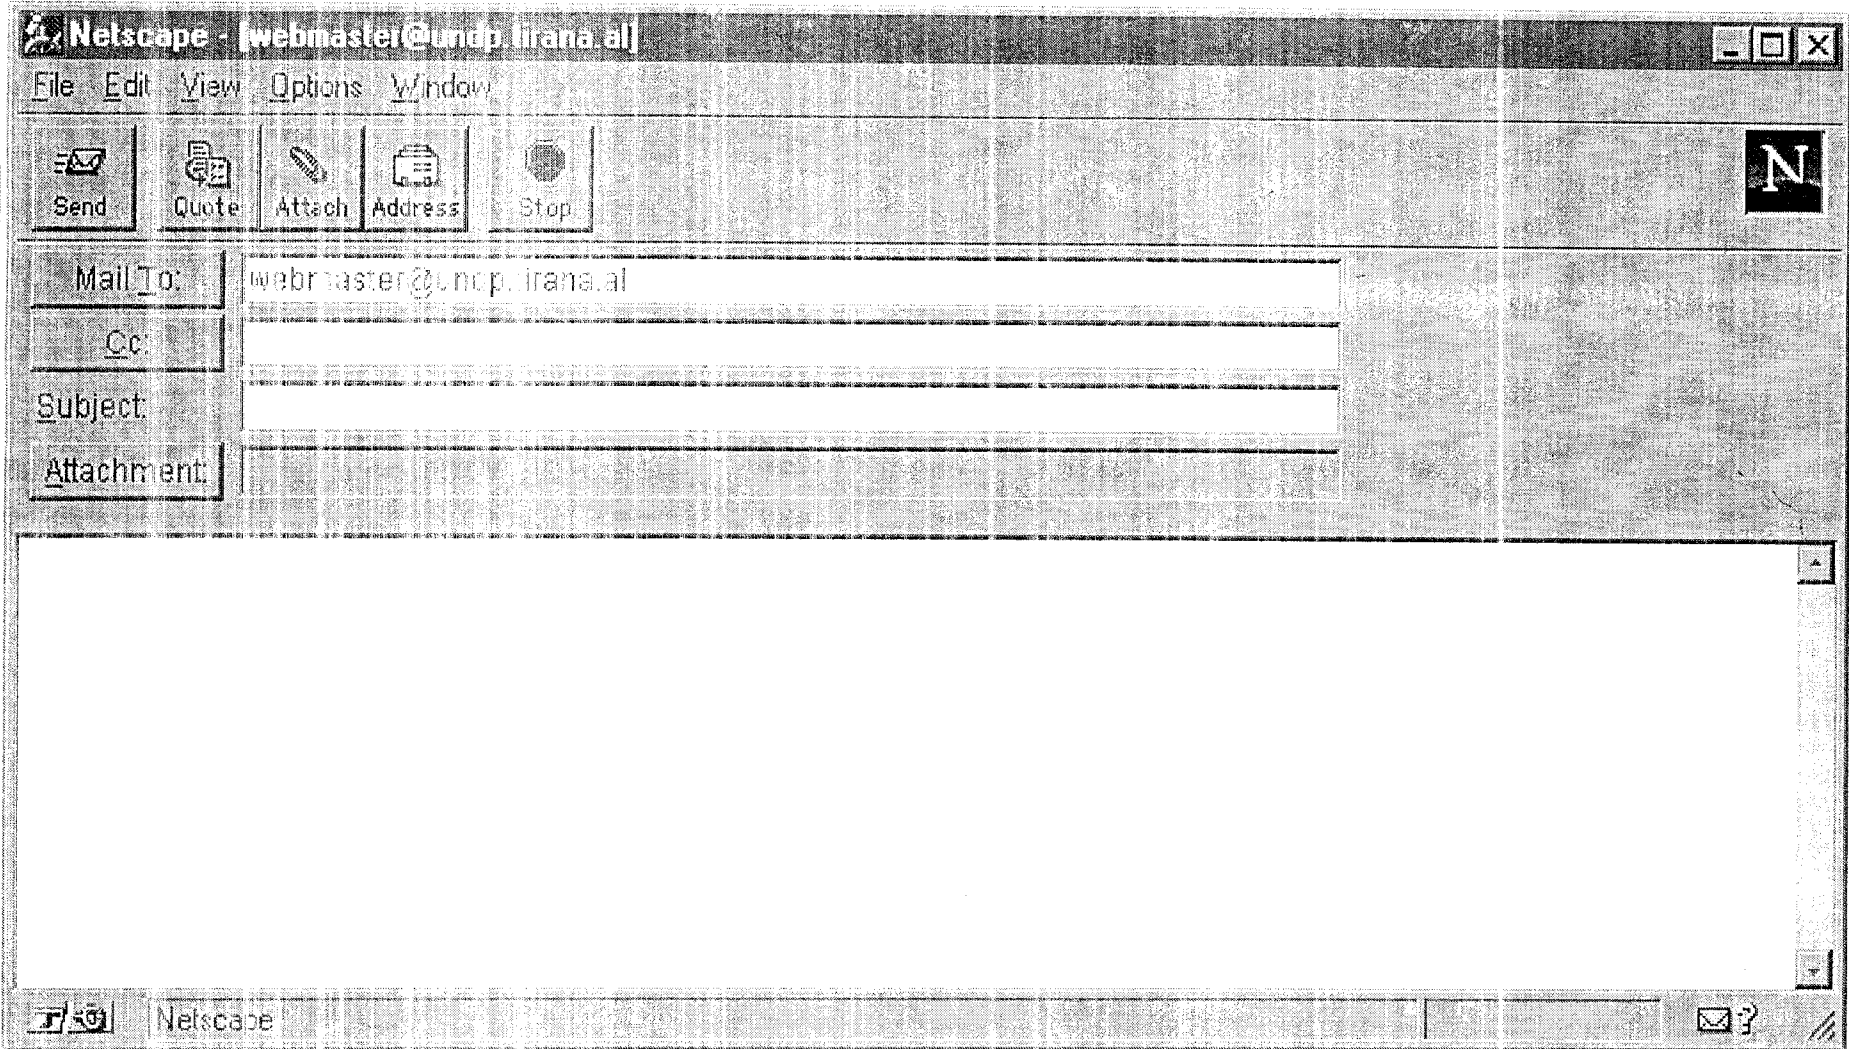 Netscape - [webmaster@undp.tirana.al]
File Edit View Options Window
Send Quote Attach Address Stop
N
Mail To: webmaster@undp.tirana.al
Cc:
Subject:
Attachment:
Netscape
?